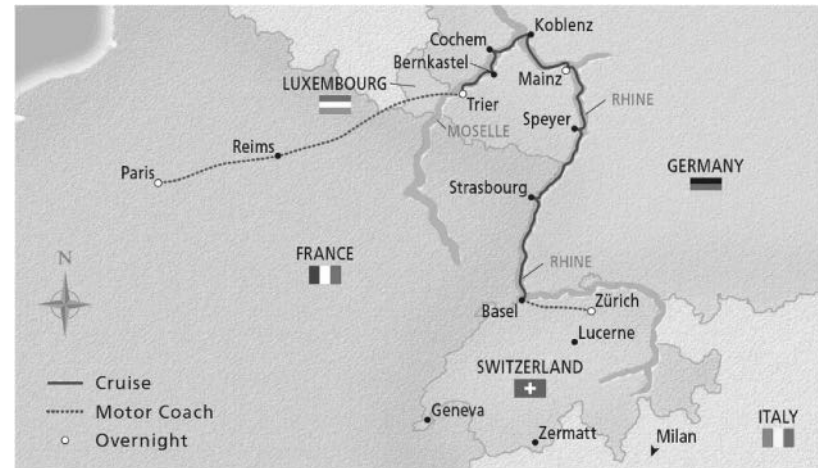 Koblenz
Cochem
Bernkastel
Mainz
LUXEMBOURG
Trier
RHINE
MOSELLE
Speyer
Reims
Paris
GERMANY
Strasbourg
N
FRANCE
RHINE
Basel
Zürich
Lucerne
SWITZERLAND
Cruise
Motor Coach
Geneva
ITALY
Overnight
Zermatt
Milan